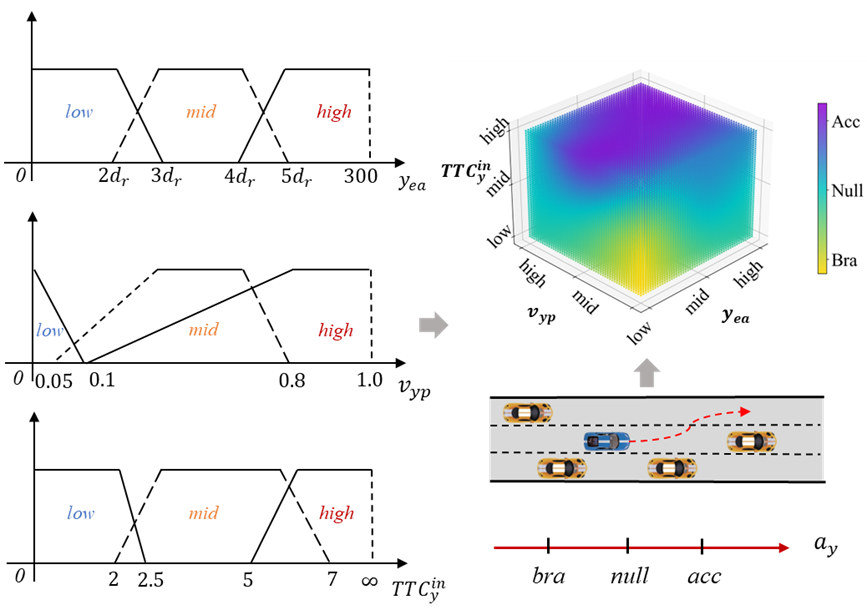 low
mid
high
0
2d_r
3d_r
4d_r
5d_r
300
y_ea
low
mid
high
0
0.05
0.1
0.8
1.0
v_yp
low
mid
high
0
2
2.5
5
7
∞
TTC_y^in
high
mid
low
TTC_y^in
high
mid
low
v_yp
mid
high
y_ea
Acc
Null
Bra
bra
null
acc
a_y